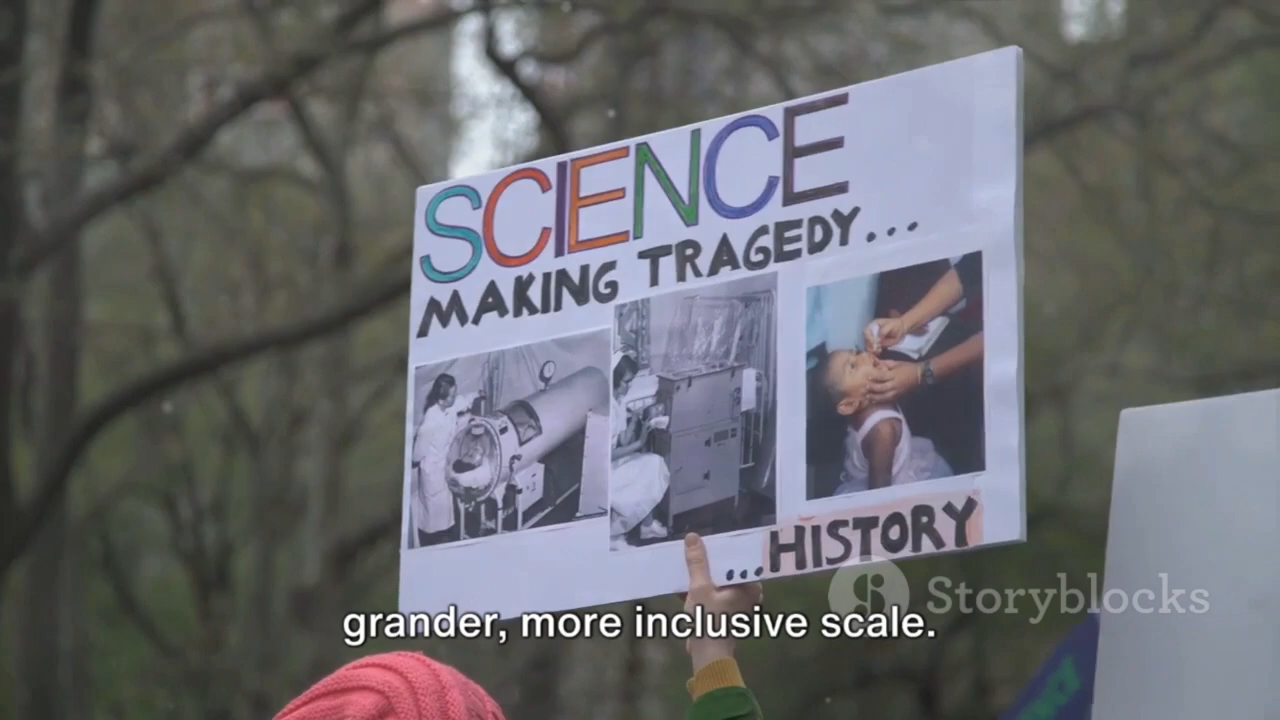 SCIENCE
MAKING TRAGEDY...
...HISTORY
Storyblocks
grander, more inclusive scale.